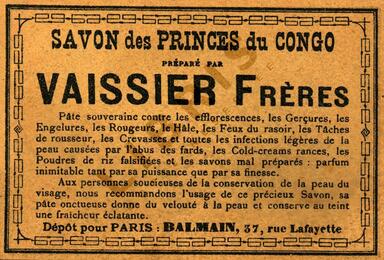 SAVON des PRINCES du CONGO
PRÉPARÉ PAR
VAISSIER FRÈRES
Pâte souveraine contre les efflorescences, les Gerçures, les
Engelures, les Rougeurs, le Hâle, les Feux du rasoir, les Tâches
de rousseur, les Crevasses et toutes les infections légères de la
peau causées par l'abus des fards, les Cold-creams rances, les
Poudres de riz falsifiées et les savons mal préparés : parfum
inimitable tant par sa puissance que par sa finesse.
Aux personnes soucieuses de la conservation de la peau du
visage, nous recommandons l'usage de ce précieux Savon, sa
pâte onctueuse donne du velouté à la peau et conserve au teint
une fraîcheur éclatante.
Dépôt pour PARIS : BALMAIN, 37, rue Lafayette